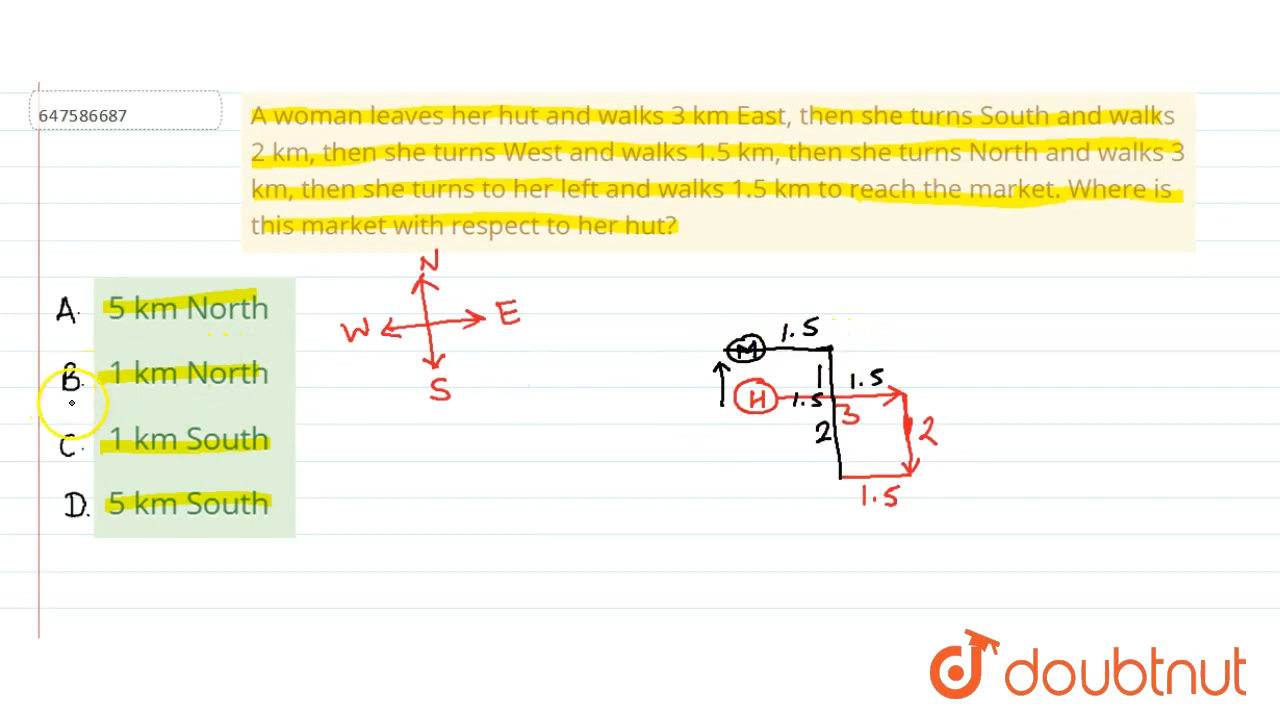 647586687
A woman leaves her hut and walks 3 km East, then she turns South and walks
2 km, then she turns West and walks 1.5 km, then she turns North and walks 3
km, then she turns to her left and walks 1.5 km to reach the market. Where is
this market with respect to her hut?
A. 5 km North
B. 1 km North
C. 1 km South
D. 5 km South
N
W E
S
1.5
M
1 1.5
H 1.5 3
2 2
1.5
doubtnut